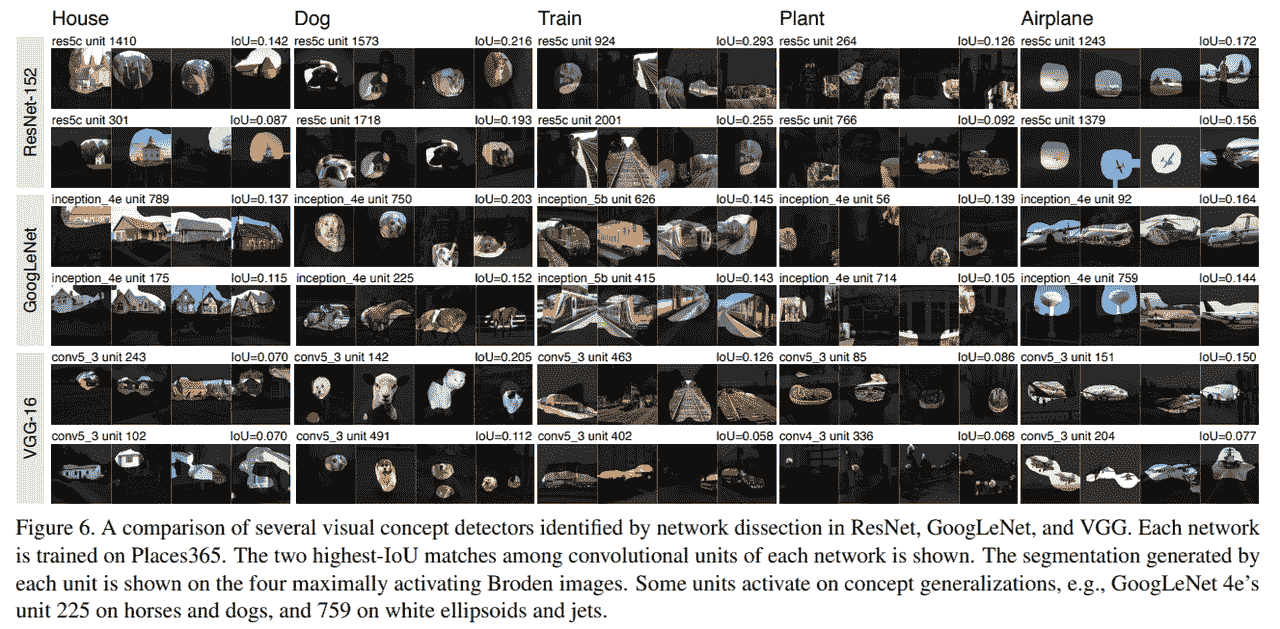 House Dog Train Plant Airplane
ResNet-152
res5c unit 1410 IoU=0.142 res5c unit 1573 IoU=0.216 res5c unit 924 IoU=0.293 res5c unit 264 IoU=0.126 res5c unit 1243 IoU=0.172
res5c unit 301 IoU=0.087 res5c unit 1718 IoU=0.193 res5c unit 2001 IoU=0.255 res5c unit 766 IoU=0.092 res5c unit 1379 IoU=0.156
GoogLeNet
inception_4e unit 789 IoU=0.137 inception_4e unit 750 IoU=0.203 inception_5b unit 626 IoU=0.145 inception_4e unit 56 IoU=0.139 inception_4e unit 92 IoU=0.164
inception_4e unit 175 IoU=0.115 inception_4e unit 225 IoU=0.152 inception_5b unit 415 IoU=0.143 inception_4e unit 714 IoU=0.105 inception_4e unit 759 IoU=0.144
VGG-16
conv5_3 unit 243 IoU=0.070 conv5_3 unit 142 IoU=0.205 conv5_3 unit 463 IoU=0.126 conv5_3 unit 85 IoU=0.086 conv5_3 unit 151 IoU=0.150
conv5_3 unit 102 IoU=0.070 conv5_3 unit 491 IoU=0.112 conv5_3 unit 402 IoU=0.058 conv4_3 unit 336 IoU=0.068 conv5_3 unit 204 IoU=0.077
Figure 6. A comparison of several visual concept detectors identified by network dissection in ResNet, GoogLeNet, and VGG. Each network
is trained on Places365. The two highest-IoU matches among convolutional units of each network is shown. The segmentation generated by
each unit is shown on the four maximally activating Broden images. Some units activate on concept generalizations, e.g., GoogLeNet 4e’s
unit 225 on horses and dogs, and 759 on white ellipsoids and jets.